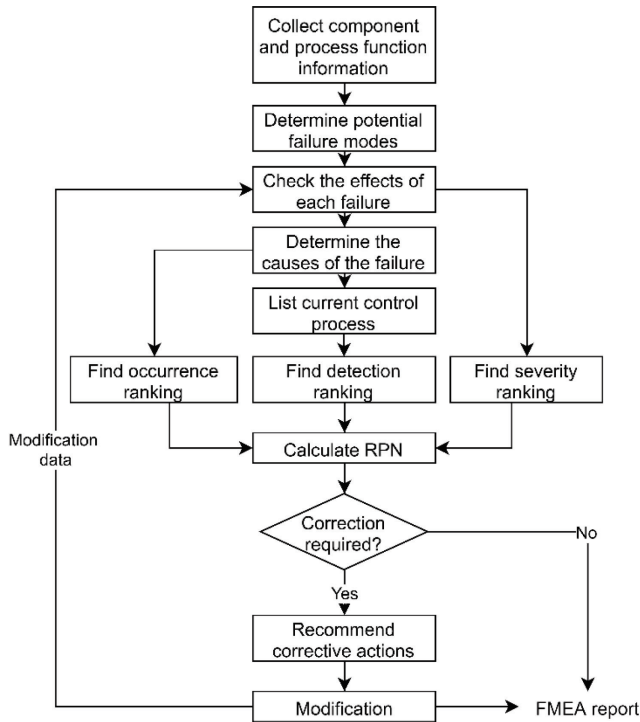 Collect component
and process function
information
Determine potential
failure modes
Check the effects of
each failure
Determine the
causes of the failure
List current control
process
Find occurrence
ranking
Find detection
ranking
Find severity
ranking
Modification
data
Calculate RPN
Correction
required?
No
Yes
Recommend
corrective actions
Modification
FMEA report